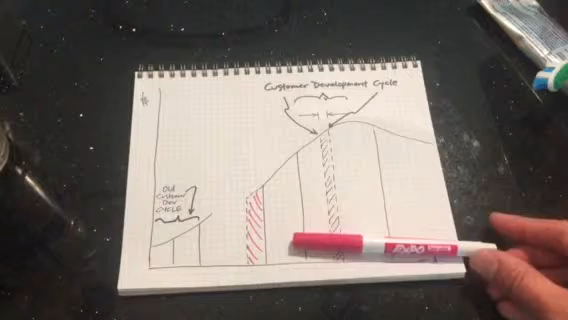 Customer Development Cycle
$
Old
Customer
Dev
CYCLE
EXPO